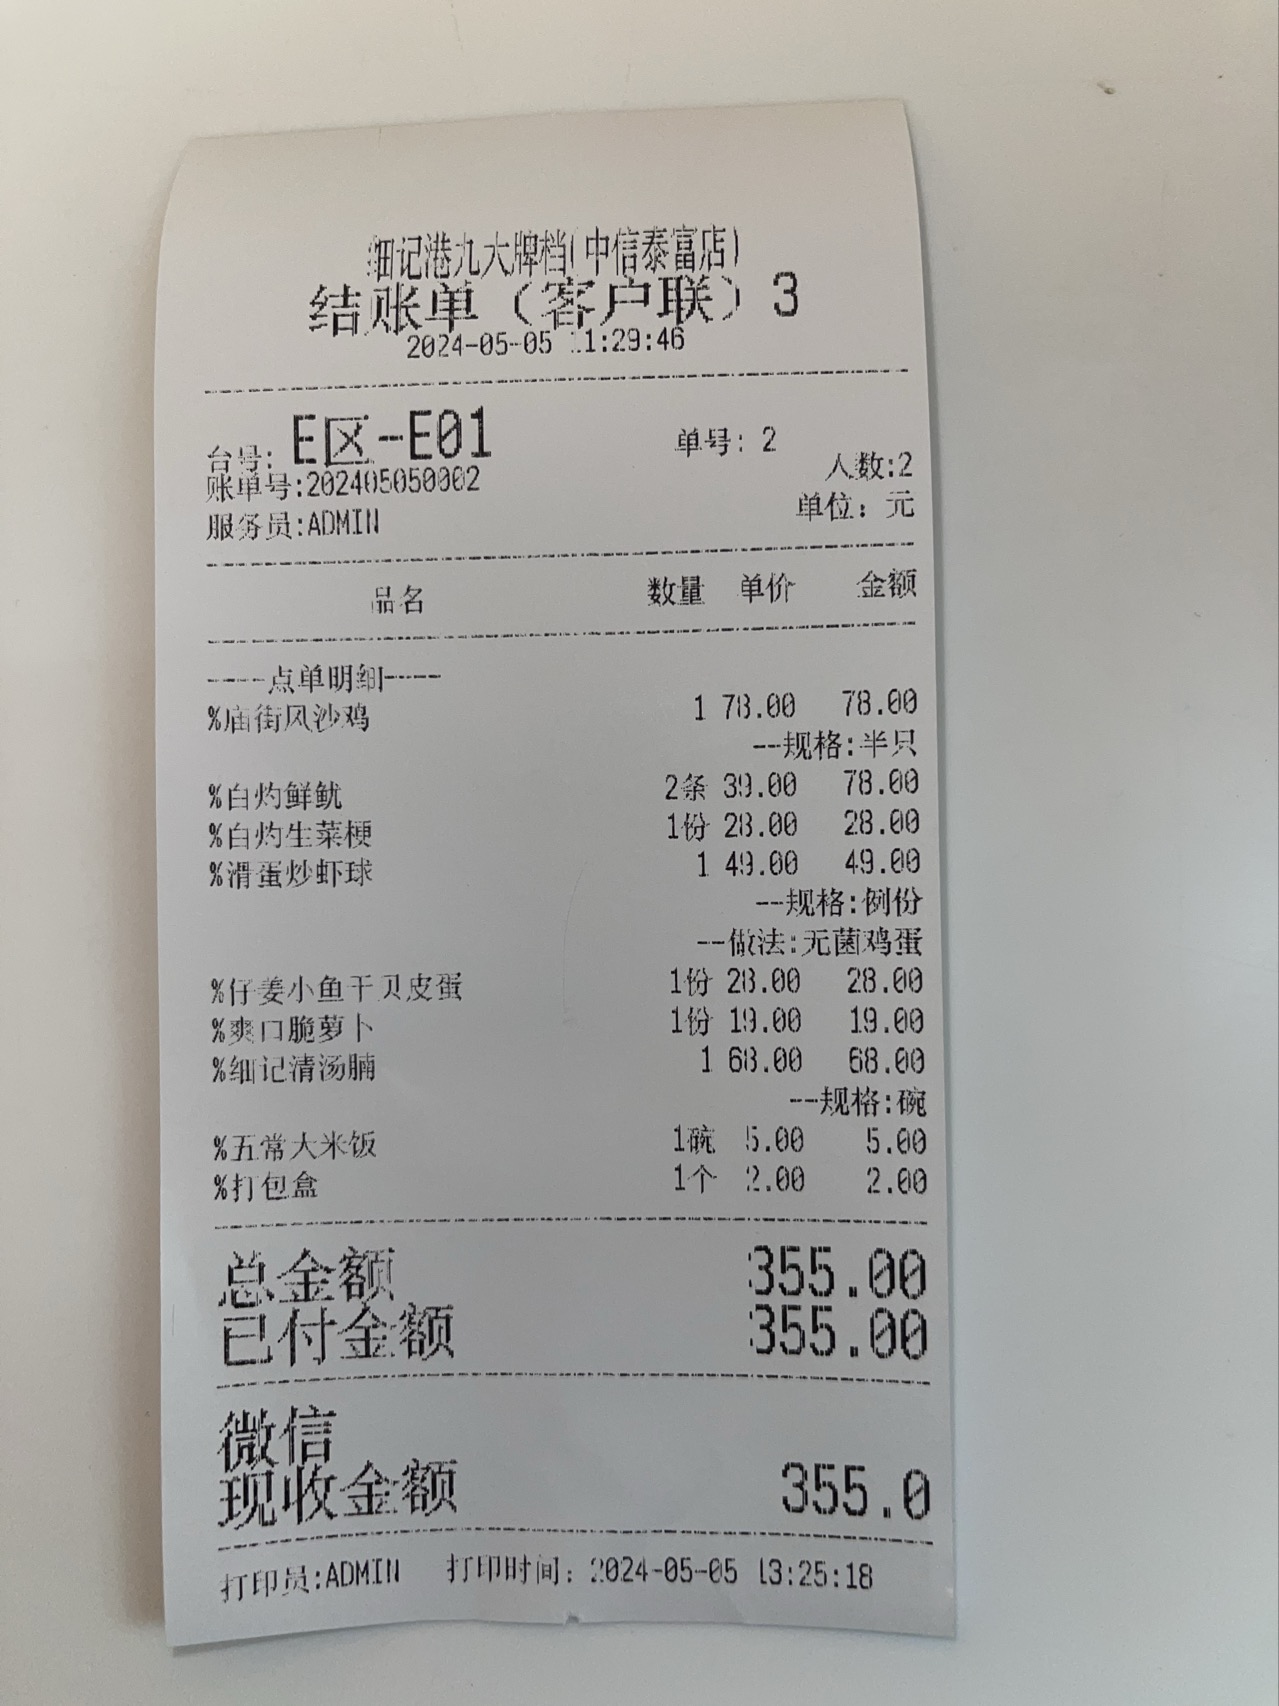 细记港九大牌档(中信泰富店)
结账单（客户联）3
2024-05-05 11:29:46
台号: E区-E01 单号: 2
账单号:202405050002 人数:2
服务员:ADMIN 单位: 元
品名 数量 单价 金额
----点单明细----
%庙街风沙鸡 1 78.00 78.00
--规格:半只
%白灼鲜鱿 2条 39.00 78.00
%白灼生菜梗 1份 28.00 28.00
%滑蛋炒虾球 1 49.00 49.00
--规格:例份
--做法:无菌鸡蛋
%仔姜小鱼干贝皮蛋 1份 28.00 28.00
%爽口脆萝卜 1份 19.00 19.00
%细记清汤腩 1 68.00 68.00
--规格:碗
%五常大米饭 1碗 5.00 5.00
%打包盒 1个 2.00 2.00
总金额 355.00
已付金额 355.00
微信
现收金额 355.0
打印员:ADMIN 打印时间: 2024-05-05 13:25:18